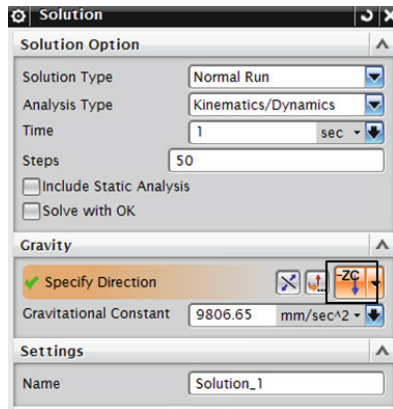 Solution
Solution Option
Solution Type Normal Run
Analysis Type Kinematics/Dynamics
Time 1 sec
Steps 50
Include Static Analysis
Solve with OK
Gravity
Specify Direction -ZC
Gravitational Constant 9806.65 mm/sec^2
Settings
Name Solution_1